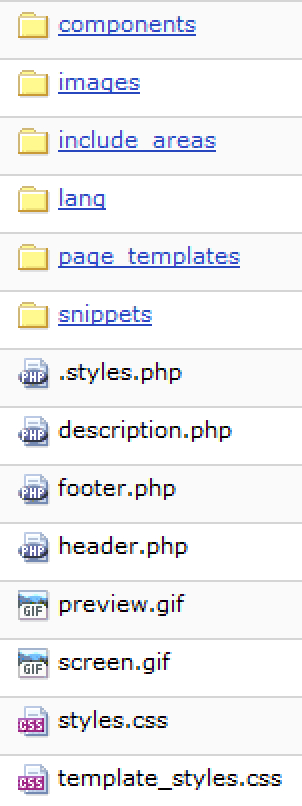 components
images
include_areas
lang
page_templates
snippets
PHP .styles.php
PHP description.php
PHP footer.php
PHP header.php
GIF preview.gif
GIF screen.gif
CSS styles.css
CSS template_styles.css